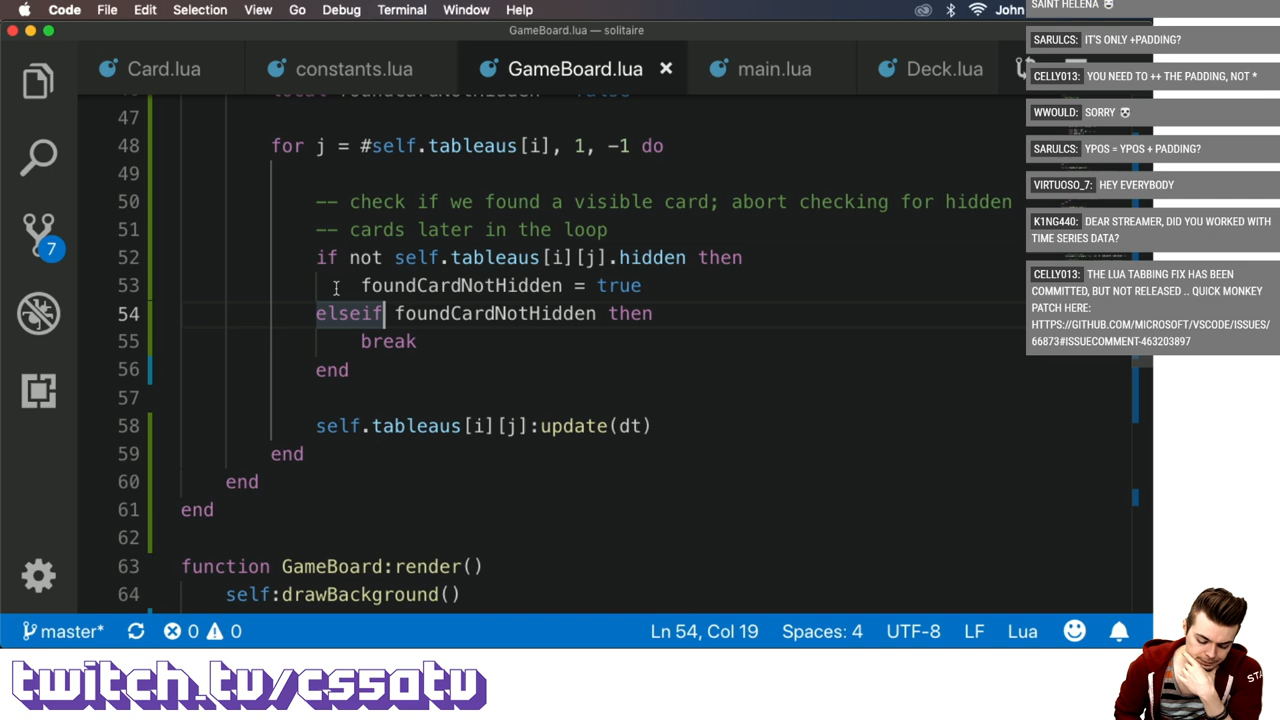 Code File Edit Selection View Go Debug Terminal Window Help John
GameBoard.lua — solitaire
Card.lua constants.lua GameBoard.lua × main.lua Deck.lua
47
48 for j = #self.tableaus[i], 1, -1 do
49
50 -- check if we found a visible card; abort checking for hidden
51 -- cards later in the loop
52 if not self.tableaus[i][j].hidden then
53 foundCardNotHidden = true
54 elseif foundCardNotHidden then
55 break
56 end
57
58 self.tableaus[i][j]:update(dt)
59 end
60 end
61 end
62
63 function GameBoard:render()
64 self:drawBackground()
7
master* 0 0 Ln 54, Col 19 Spaces: 4 UTF-8 LF Lua
twitch.tv/cs50tv
SAINT HELENA
SARULCS: IT'S ONLY +PADDING?
CELLY013: YOU NEED TO ++ THE PADDING, NOT *
WWOULD: SORRY
SARULCS: YPOS = YPOS + PADDING?
VIRTUOSO_7: HEY EVERYBODY
K1NG440: DEAR STREAMER, DID YOU WORKED WITH
TIME SERIES DATA?
CELLY013: THE LUA TABBING FIX HAS BEEN
COMMITTED, BUT NOT RELEASED .. QUICK MONKEY
PATCH HERE:
HTTPS://GITHUB.COM/MICROSOFT/VSCODE/ISSUES/
66873#ISSUECOMMENT-463203897